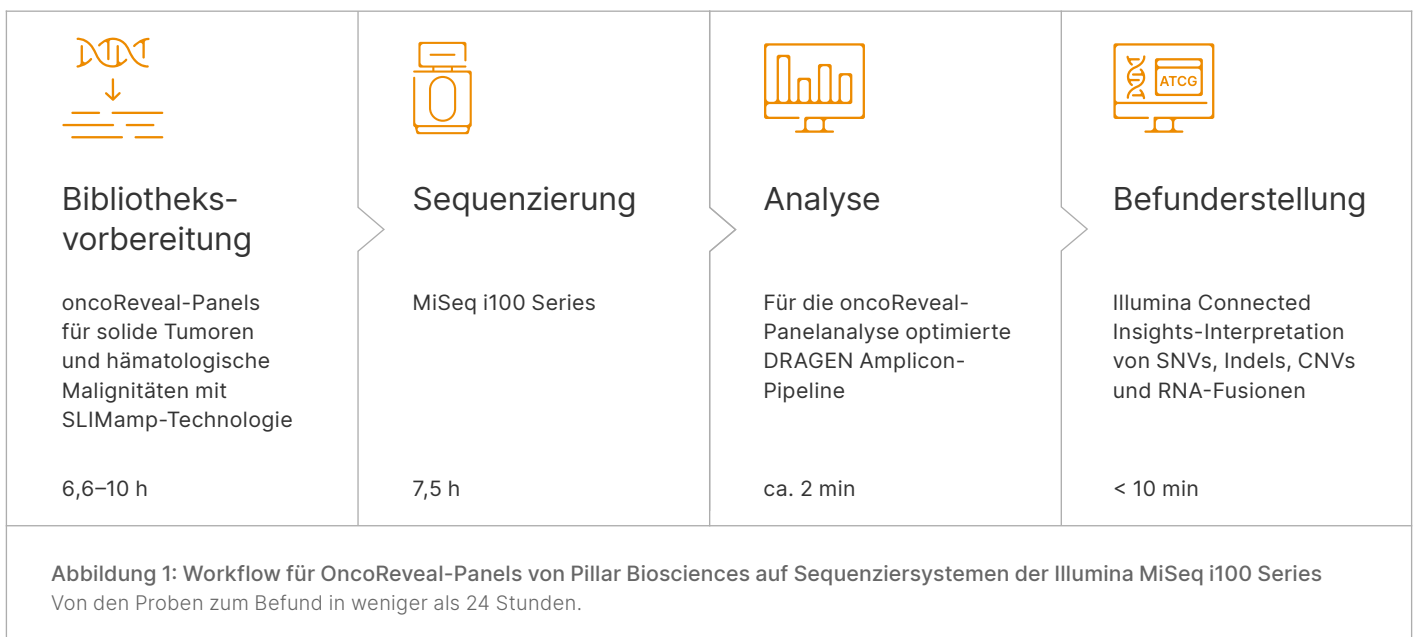 ATCG
Bibliotheks-
vorbereitung
oncoReveal-Panels
für solide Tumoren
und hämatologische
Malignitäten mit
SLIMamp-Technologie
6,6–10 h
Sequenzierung
MiSeq i100 Series
7,5 h
Analyse
Für die oncoReveal-
Panelanalyse optimierte
DRAGEN Amplicon-
Pipeline
ca. 2 min
Befunderstellung
Illumina Connected
Insights-Interpretation
von SNVs, Indels, CNVs
und RNA-Fusionen
< 10 min
Abbildung 1: Workflow für OncoReveal-Panels von Pillar Biosciences auf Sequenziersystemen der Illumina MiSeq i100 Series
Von den Proben zum Befund in weniger als 24 Stunden.